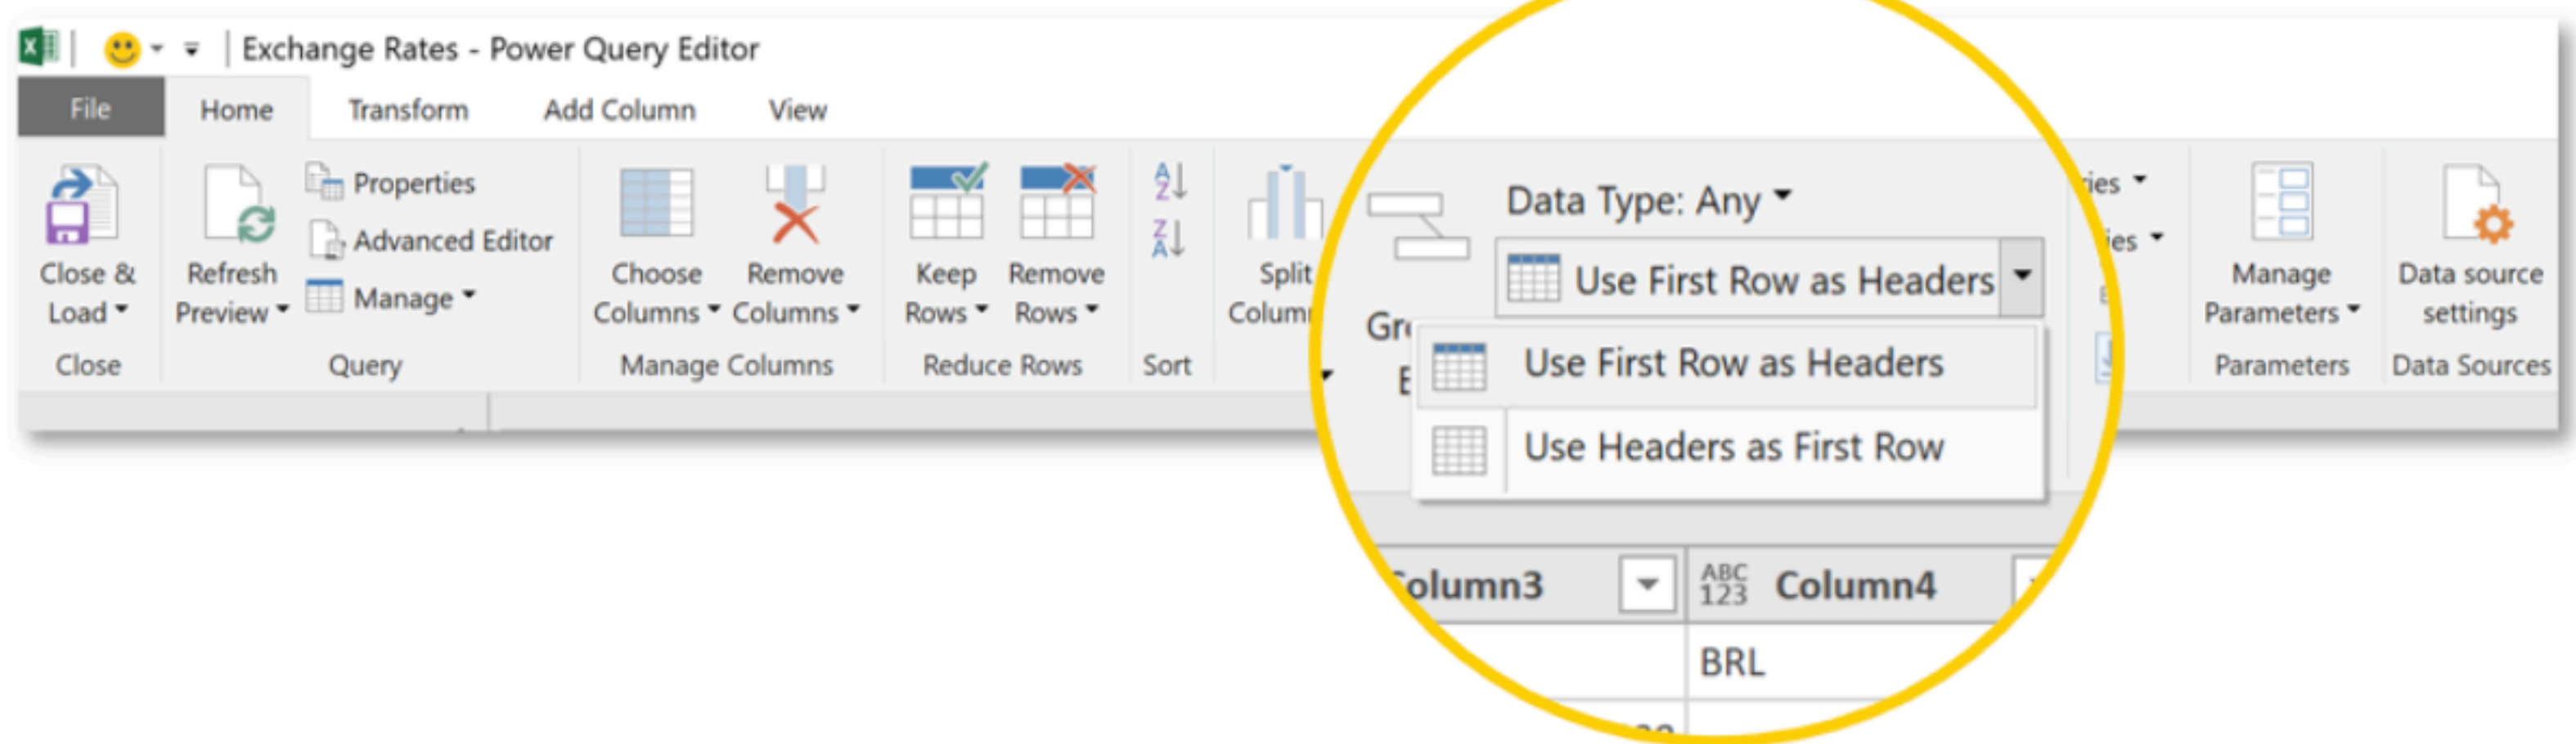 Exchange Rates - Power Query Editor
File Home Transform Add Column View
Close & Load
Refresh Preview
Properties
Advanced Editor
Manage
Choose Columns
Remove Columns
Keep Rows
Remove Rows
A Z
Z A
Split
Data Type: Any
Use First Row as Headers
Use First Row as Headers
Use Headers as First Row
Manage Parameters
Data source settings
Close
Query
Manage Columns
Reduce Rows
Sort
Parameters
Data Sources
ABC 123 Column4
BRL